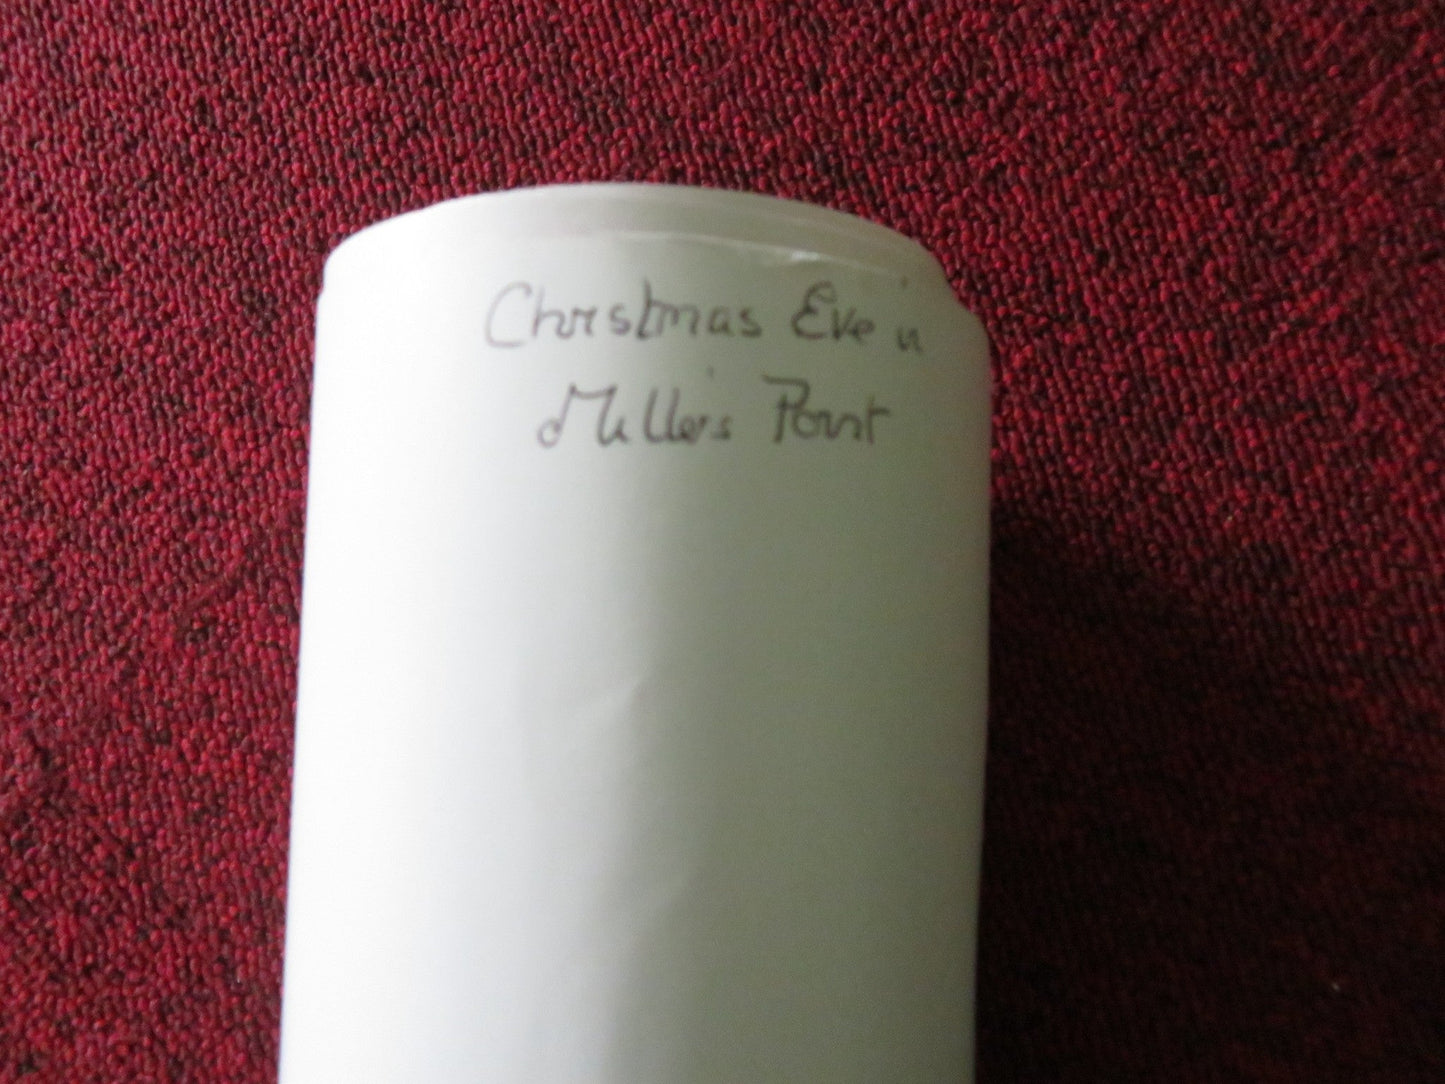 Christmas Eve in
Miller's Point